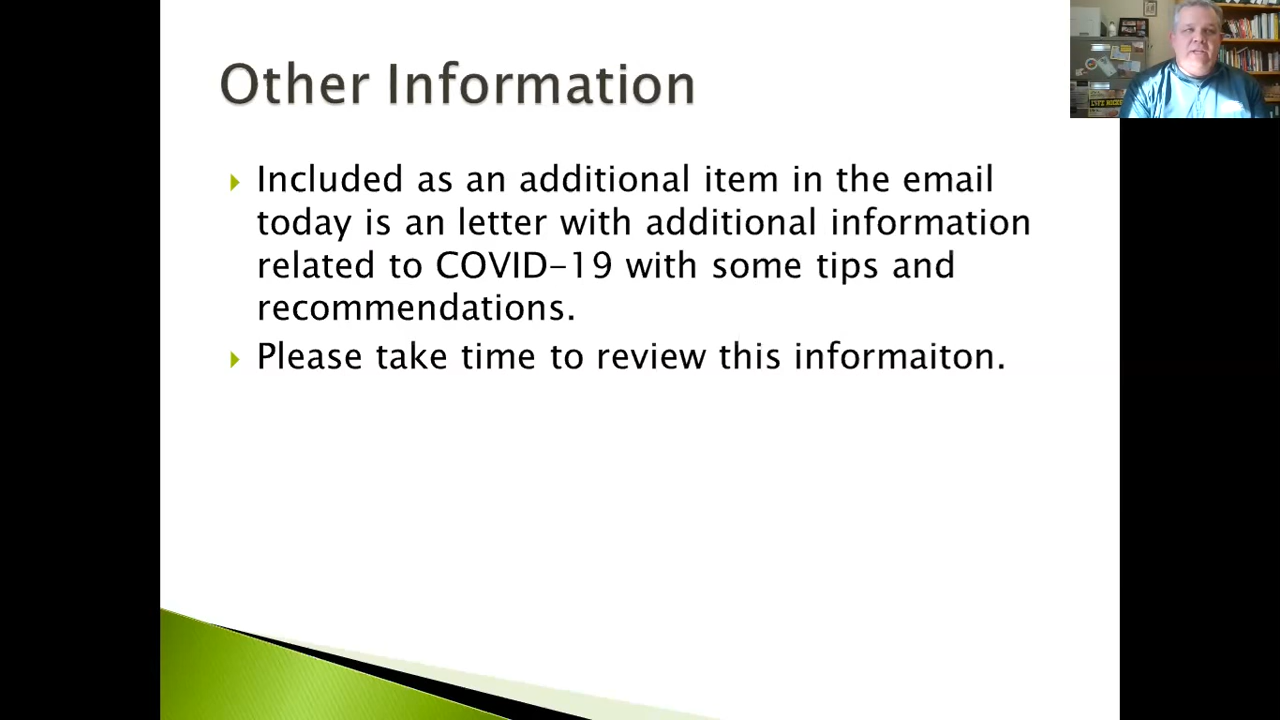 Other Information
Included as an additional item in the email
today is an letter with additional information
related to COVID-19 with some tips and
recommendations.
Please take time to review this informaiton.